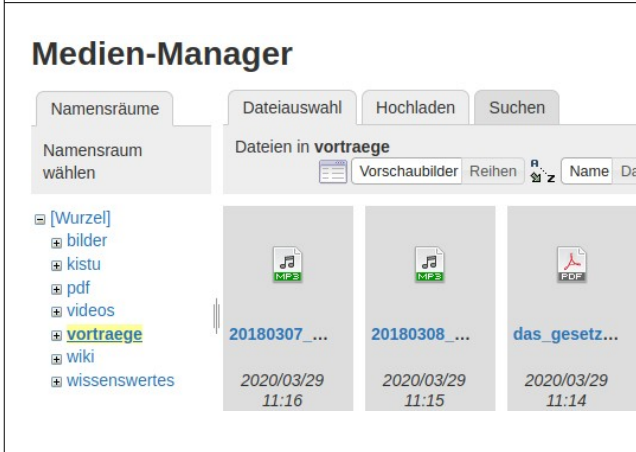 Medien-Manager
Namensräume
Namensraum
wählen
[Wurzel]
bilder
kistu
pdf
videos
vortraege
wiki
wissenswertes
Dateiauswahl Hochladen Suchen
Dateien in vortraege
Vorschaubilder Reihen A Z Name Da
MP3 MP3 PDF
20180307_... 20180308_... das_gesetz...
2020/03/29 2020/03/29 2020/03/29
11:16 11:15 11:14